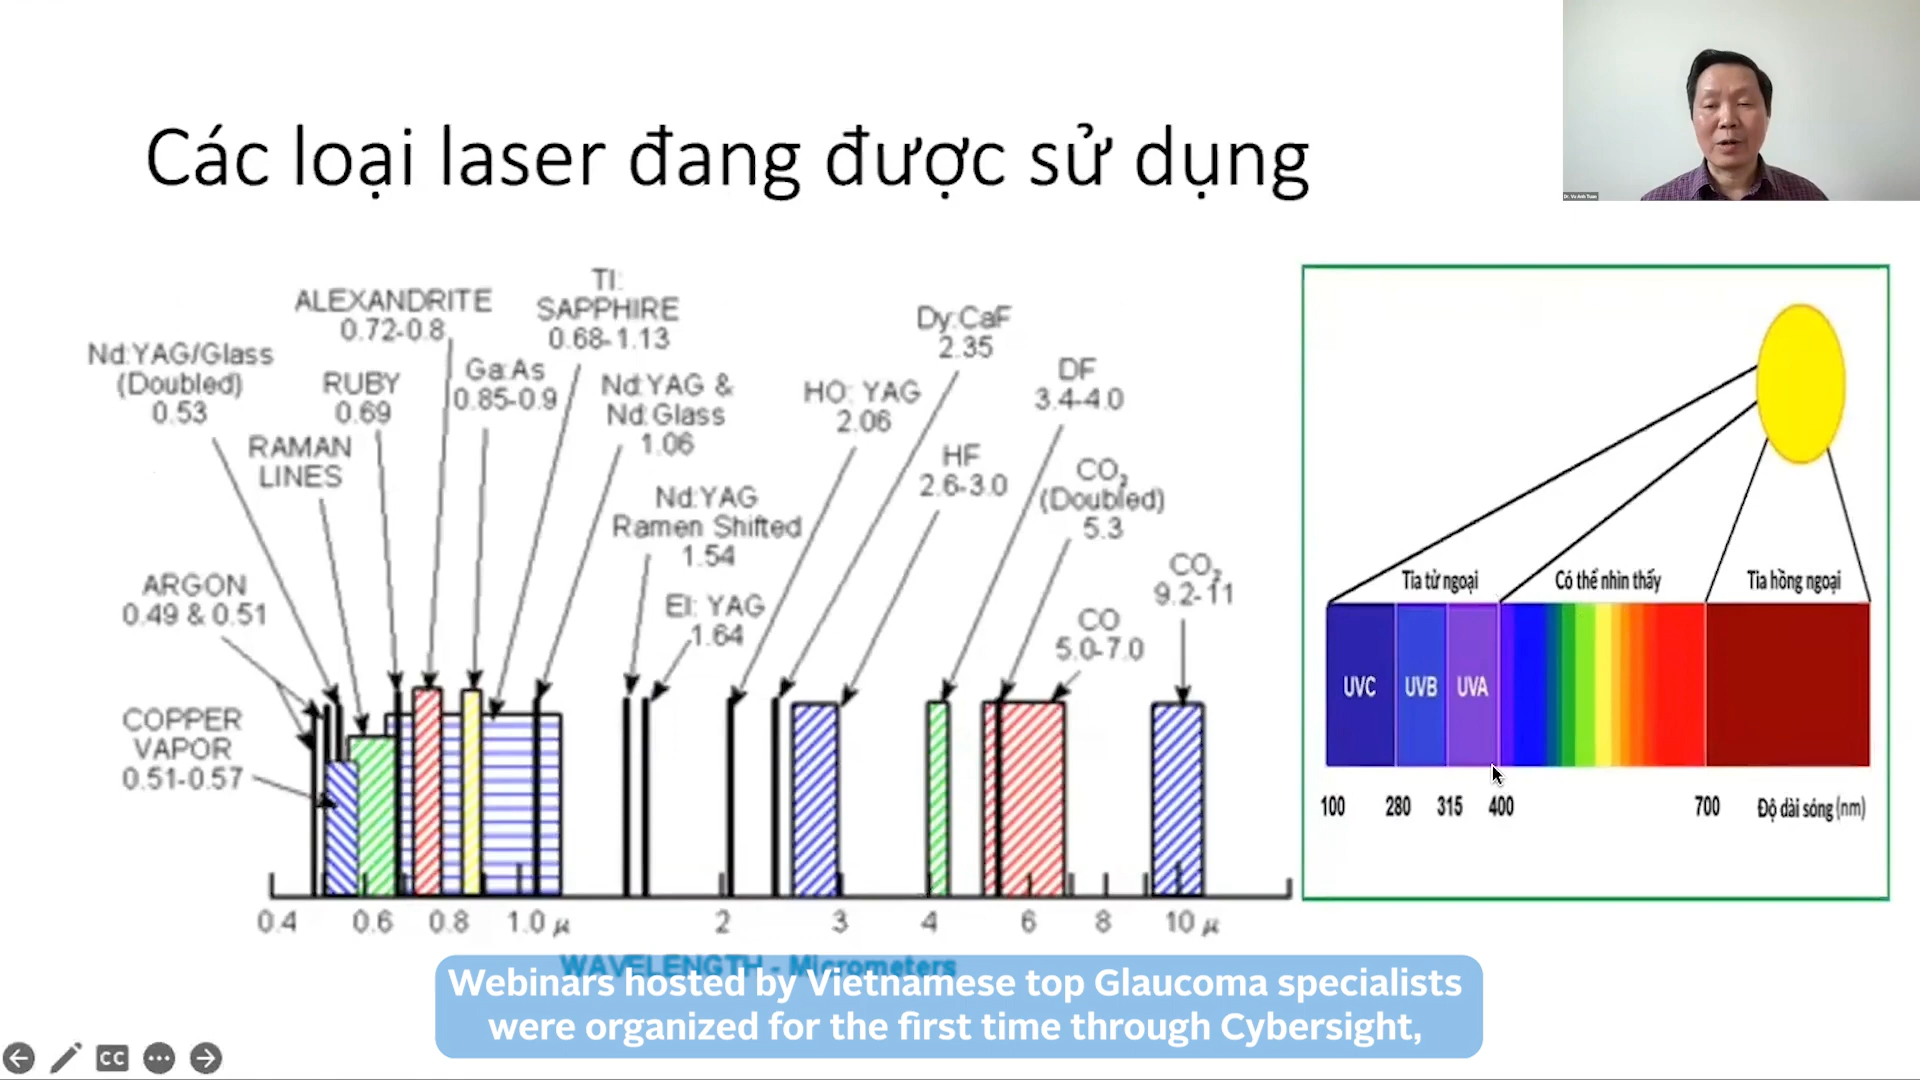 Các loại laser đang được sử dụng
Dr. Vu Anh Tuan
TI:
SAPPHIRE
0.68-1.13
ALEXANDRITE
0.72-0.8
Nd:YAG/Glass
(Doubled)
0.53
RUBY
0.69
Ga:As
0.85-0.9
Nd:YAG &
Nd:Glass
1.06
RAMAN
LINES
HO: YAG
2.06
Dy:CaF
2.35
DF
3.4-4.0
HF
2.6-3.0
CO₂
(Doubled)
5.3
Nd:YAG
Ramen Shifted
1.54
El: YAG
1.64
CO₂
9.2-11
CO
5.0-7.0
ARGON
0.49 & 0.51
COPPER
VAPOR
0.51-0.57
0.4 0.6 0.8 1.0 μ 2 3 4 6 8 10 μ
WAVELENGTH - Micrometers
Tia tử ngoại Có thể nhìn thấy Tia hồng ngoại
UVC UVB UVA
100 280 315 400 700 Độ dài sóng (nm)
Webinars hosted by Vietnamese top Glaucoma specialists
were organized for the first time through Cybersight,
CC